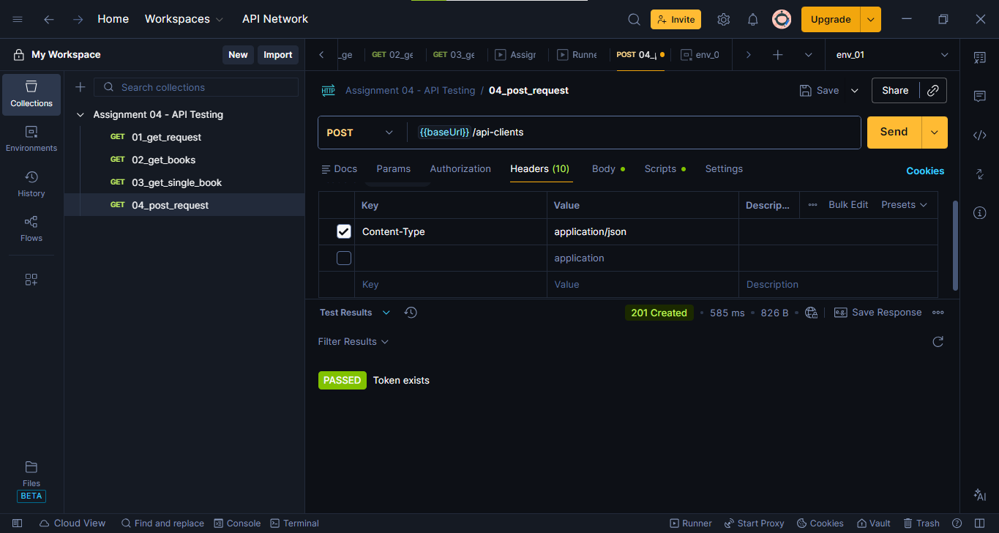 Home Workspaces API Network Invite Upgrade
My Workspace New Import _ge GET 02_ge GET 03_ge Assign Runne POST 04_p env_0 env_01
Collections
Environments
History
Flows
Files
BETA
Search collections
Assignment 04 - API Testing
GET 01_get_request
GET 02_get_books
GET 03_get_single_book
GET 04_post_request
HTTP Assignment 04 - API Testing / 04_post_request Save Share
POST {{baseUrl}} /api-clients Send
Docs Params Authorization Headers (10) Body Scripts Settings Cookies
Key Value Descrip... Bulk Edit Presets
Content-Type application/json
application
Key Value Description
Test Results 201 Created 585 ms 826 B e.g. Save Response
Filter Results
PASSED Token exists
AI
Cloud View Find and replace Console Terminal Runner Start Proxy Cookies Vault Trash